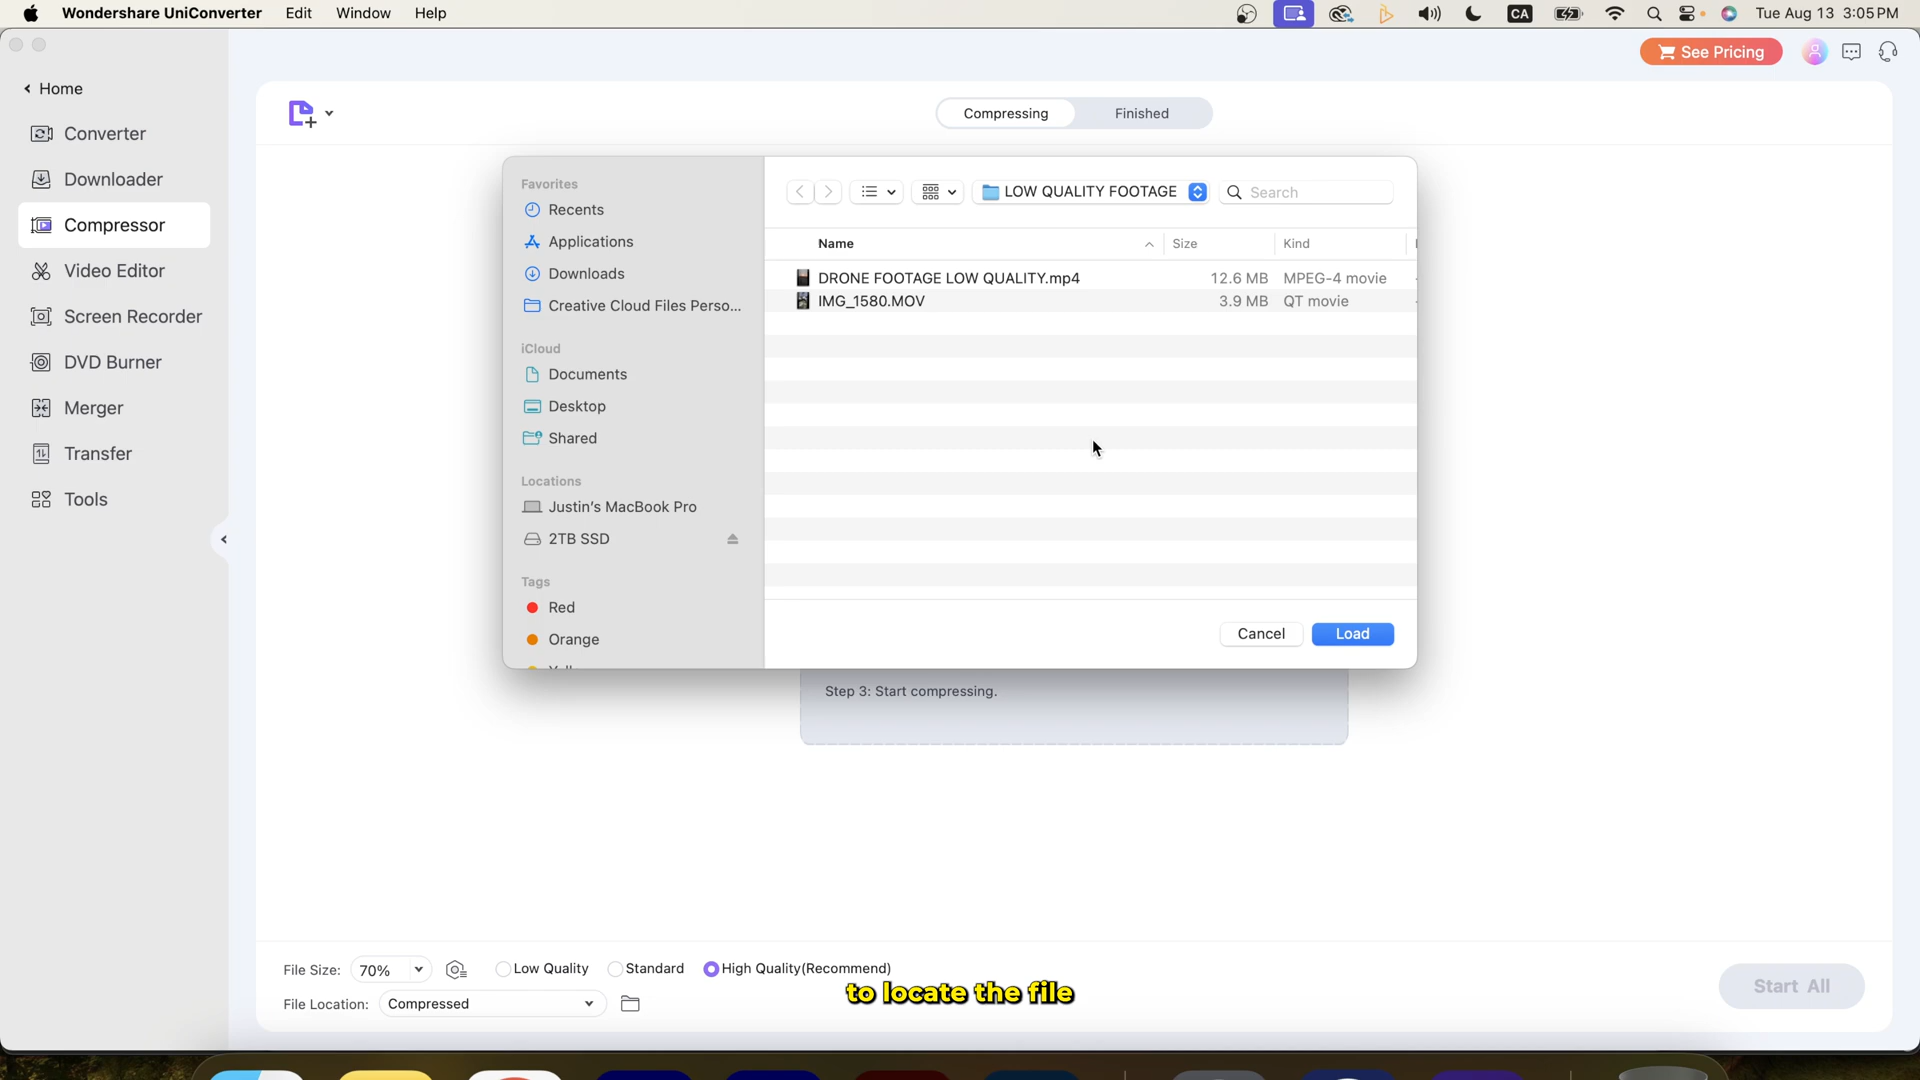 Wondershare UniConverter Edit Window Help
CA Tue Aug 13 3:05 PM
See Pricing
Home
Converter
Downloader
Compressor
Video Editor
Screen Recorder
DVD Burner
Merger
Transfer
Tools
Compressing Finished
Favorites
Recents
Applications
Downloads
Creative Cloud Files Perso...
iCloud
Documents
Desktop
Shared
Locations
Justin's MacBook Pro
2TB SSD
Tags
Red
Orange
LOW QUALITY FOOTAGE Search
Name Size Kind
DRONE FOOTAGE LOW QUALITY.mp4 12.6 MB MPEG-4 movie
IMG_1580.MOV 3.9 MB QT movie
Cancel Load
Step 3: Start compressing.
File Size: 70% Low Quality Standard High Quality(Recommend)
File Location: Compressed
Start All
to locate the file